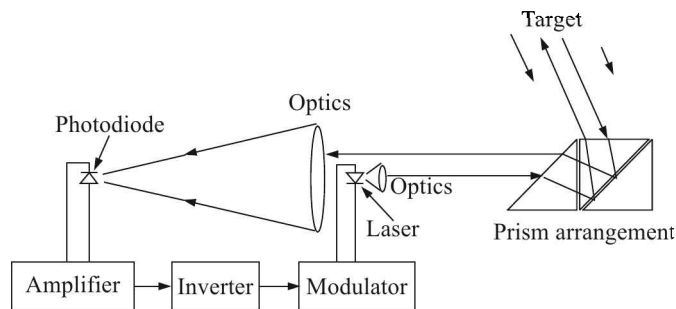 Target
Optics
Photodiode
Optics
Laser
Prism arrangement
Amplifier
Inverter
Modulator